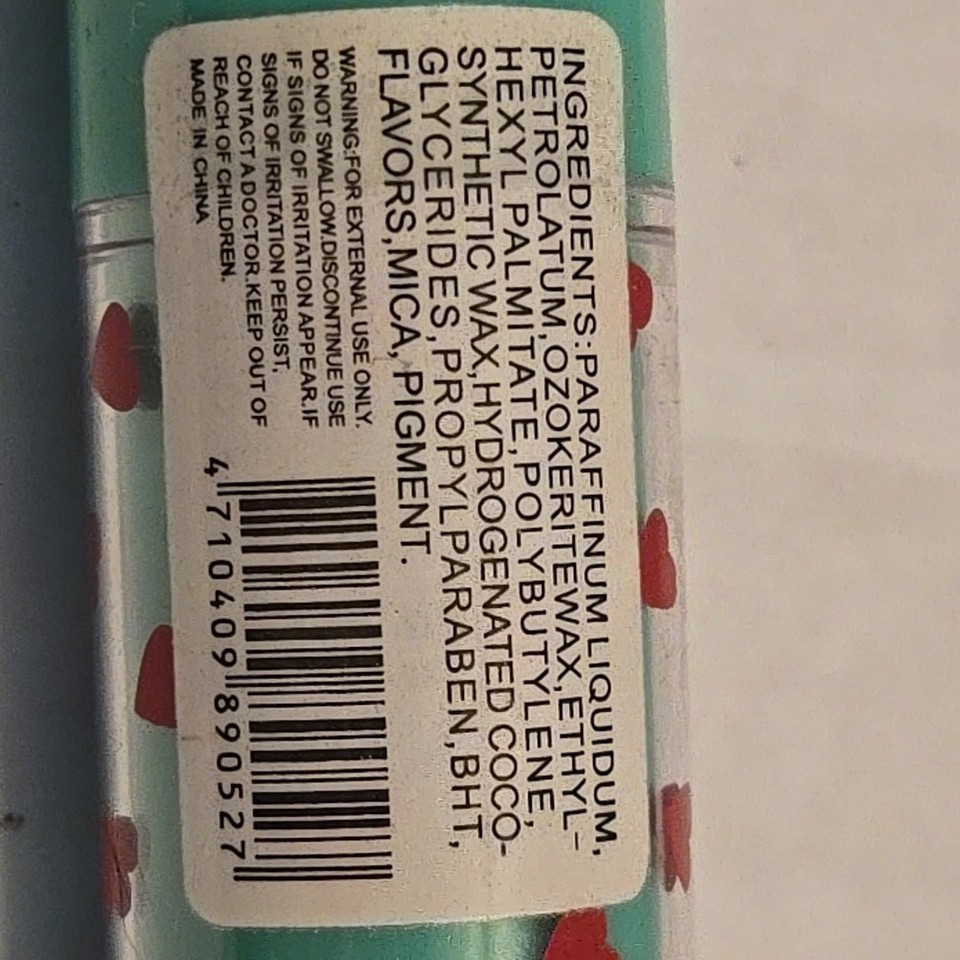 INGREDIENTS:PARAFFINUM LIQUIDUM,
PETROLATUM,OZOKERITEWAX,ETHYL-
HEXYL PALMITATE,POLYBUTYLENE,
SYNTHETIC WAX,HYDROGENATED COCO-
GLYCERIDES,PROPYLPARABEN,BHT,
FLAVORS,MICA,PIGMENT.
WARNING:FOR EXTERNAL USE ONLY.
DO NOT SWALLOW.DISCONTINUE USE
IF SIGNS OF IRRITATION APPEAR.IF
SIGNS OF IRRITATION PERSIST,
CONTACT A DOCTOR.KEEP OUT OF
REACH OF CHILDREN.
MADE IN CHINA
4 710409 890527